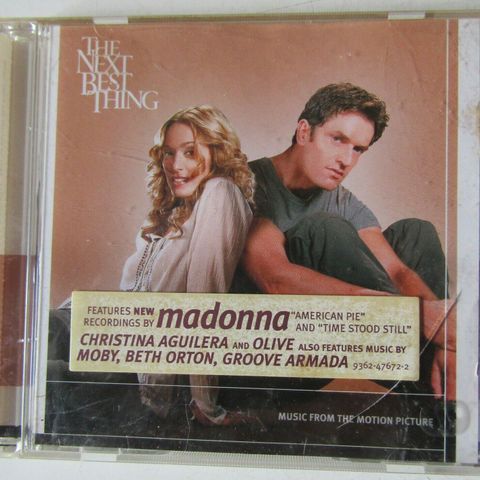 THE
NEXT
BEST
THING
FEATURES NEW
RECORDINGS BY madonna "AMERICAN PIE"
AND "TIME STOOD STILL"
CHRISTINA AGUILERA AND OLIVE ALSO FEATURES MUSIC BY
MOBY, BETH ORTON, GROOVE ARMADA 9362-47672-2
MUSIC FROM THE MOTION PICTURE